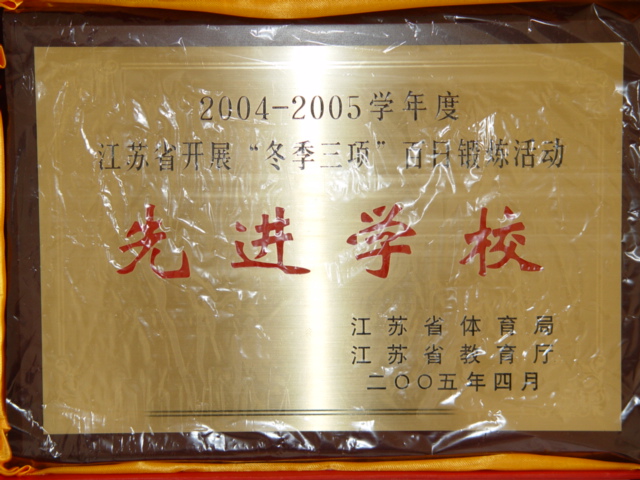 2004-2005学年度
江苏省开展“冬季三项”百日锻炼活动
先进学校
江苏省体育局
江苏省教育厅
二〇〇五年四月